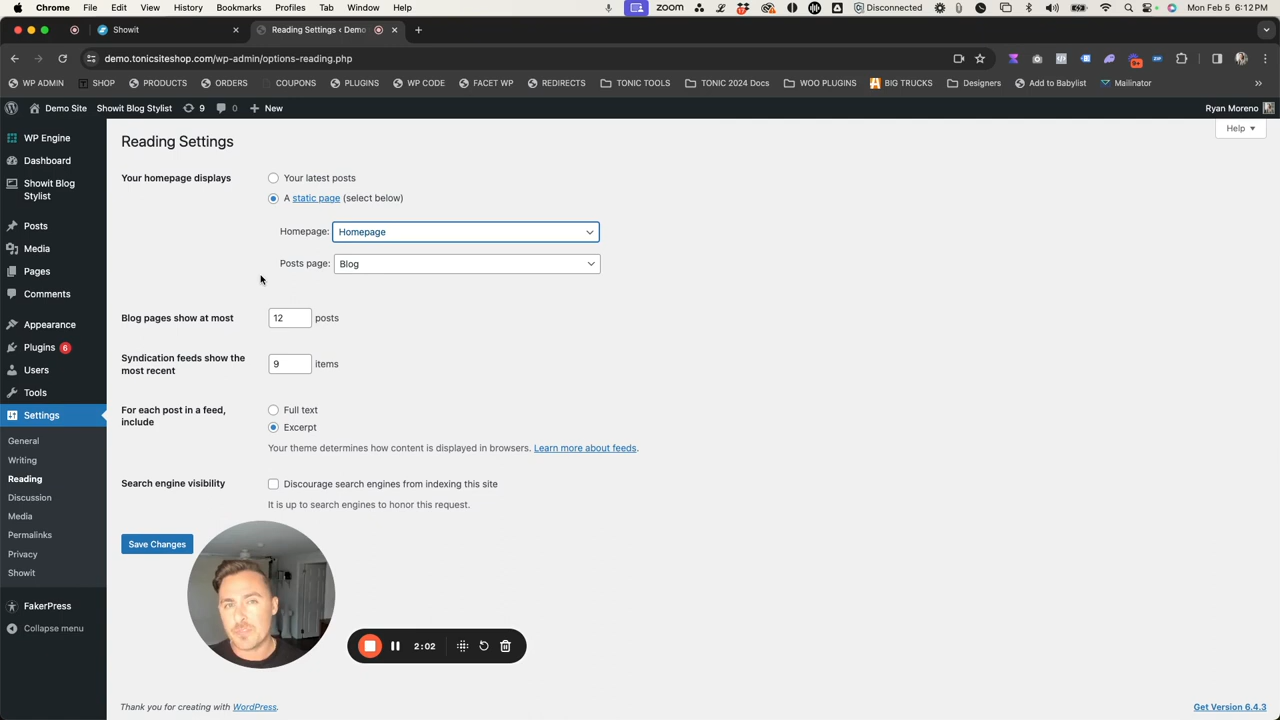 Chrome File Edit View History Bookmarks Profiles Tab Window Help zoom Disconnected Mon Feb 5 6:12 PM
Showit Reading Settings ‹ Demo
demo.tonicsiteshop.com/wp-admin/options-reading.php
WP ADMIN SHOP PRODUCTS ORDERS COUPONS PLUGINS WP CODE FACET WP REDIRECTS TONIC TOOLS TONIC 2024 Docs WOO PLUGINS BIG TRUCKS Designers Add to Babylist Mailinator
Demo Site Showit Blog Stylist 9 0 + New Ryan Moreno
Help
WP Engine
Dashboard
Showit Blog
Stylist
Posts
Media
Pages
Comments
Appearance
Plugins 6
Users
Tools
Settings
General
Writing
Reading
Discussion
Media
Permalinks
Privacy
Showit
FakerPress
Collapse menu
Reading Settings
Your homepage displays Your latest posts
A static page (select below)
Homepage: Homepage
Posts page: Blog
Blog pages show at most 12 posts
Syndication feeds show the
most recent 9 items
For each post in a feed,
include Full text
Excerpt
Your theme determines how content is displayed in browsers. Learn more about feeds.
Search engine visibility Discourage search engines from indexing this site
It is up to search engines to honor this request.
Save Changes
2:02
Thank you for creating with WordPress. Get Version 6.4.3